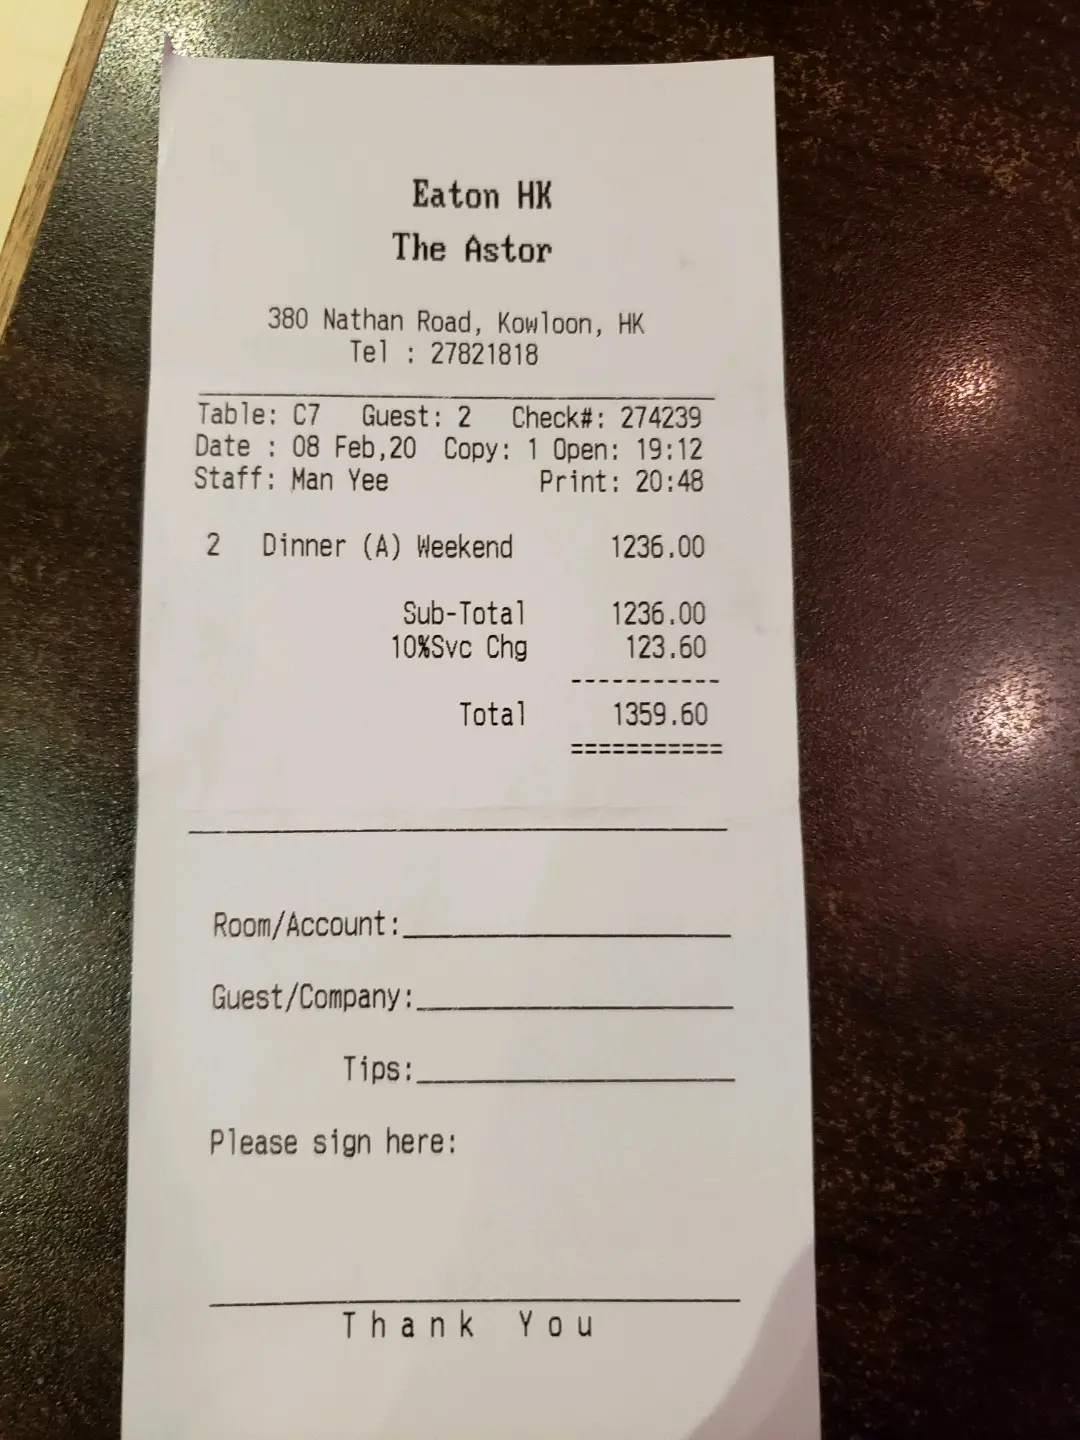 Eaton HK
The Astor
380 Nathan Road, Kowloon, HK
Tel : 27821818
Table: C7 Guest: 2 Check#: 274239
Date : 08 Feb,20 Copy: 1 Open: 19:12
Staff: Man Yee Print: 20:48
2 Dinner (A) Weekend 1236.00
Sub-Total 1236.00
10%Svc Chg 123.60
-----------
Total 1359.60
===========
Room/Account:
Guest/Company:
Tips:
Please sign here:
Thank You